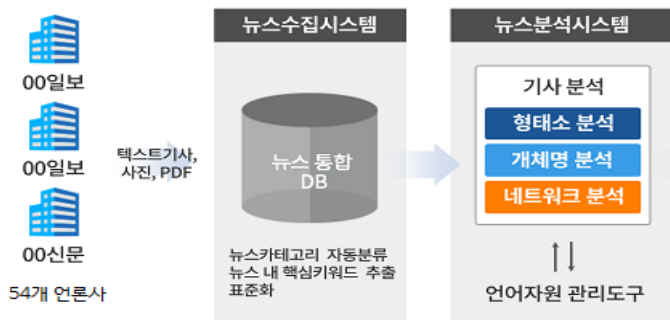 00일보
00일보
00신문
54개 언론사
텍스트기사,
사진, PDF
뉴스수집시스템
뉴스 통합
DB
뉴스카테고리 자동분류
뉴스 내 핵심키워드 추출
표준화
뉴스분석시스템
기사 분석
형태소 분석
개체명 분석
네트워크 분석
언어자원 관리도구